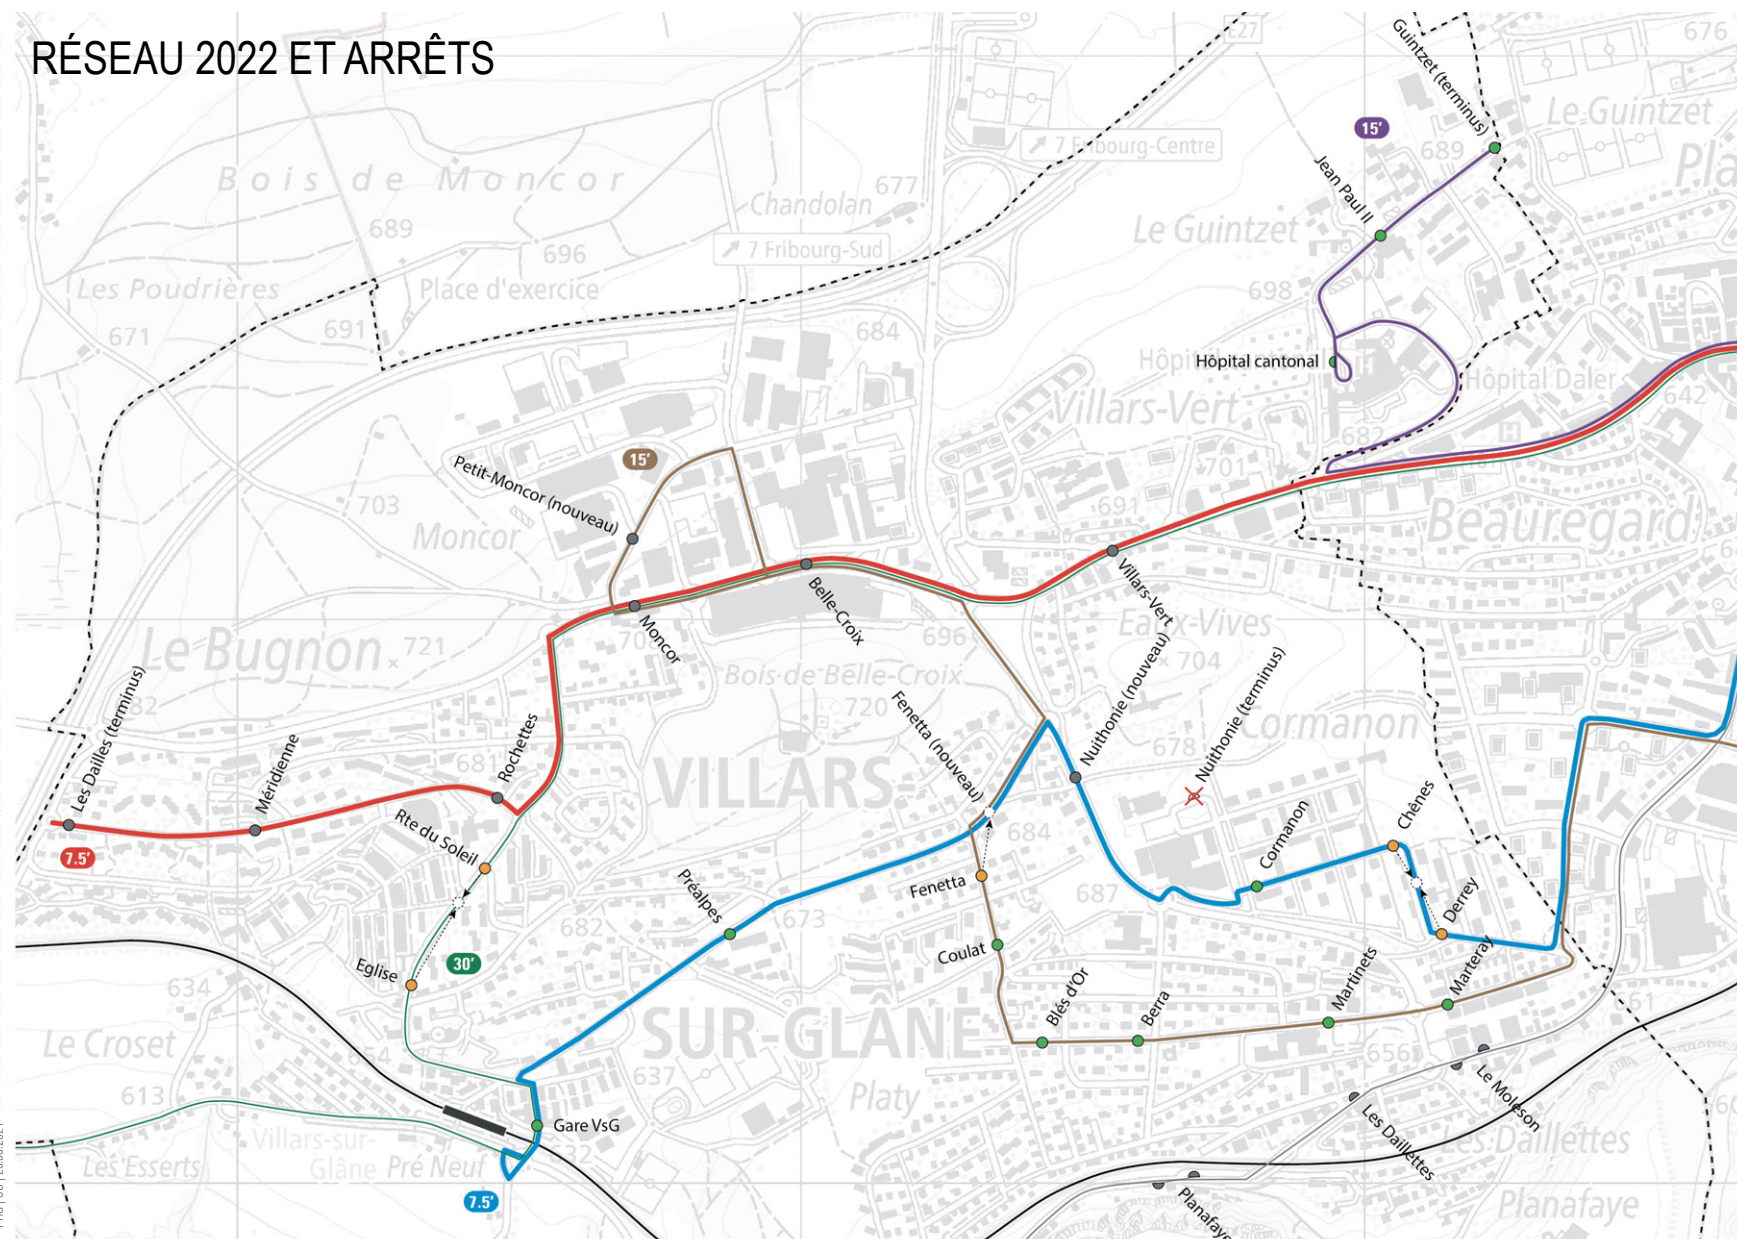 RÉSEAU 2022 ET ARRÊTS
E27
676
Guintzet (terminus)
Le Guintzet
15'
689
7 Fribourg-Centre
Jean Paul II
Bois de Moncor
677
Chandolan
689
Le Guintzet
696
7 Fribourg-Sud
Les Poudrières
Place d'exercice
698
691
671
684
Hôpital cantonal
Hôpital Daler
642
Villars-Vert
682
15'
Petit-Moncor (nouveau)
701
703
691
Moncor
Beauregard
Belle-Croix
Villars-Vert
Moncor
696
Eaux-Vives
Le Bugnon
721
704
Bois de Belle-Croix
Nuithonie (nouveau)
Nuithonie (terminus)
Les Dailles (terminus)
720
Fenetta (nouveau)
Cormanon
Rochettes
678
Méridienne
681
VILLARS-
Chênes
Rte du Soleil
664
Cormanon
7.5'
Préalpes
Fenetta
687
Derrey
673
682
Coulat
Marteray
Eglise
30'
Martinets
634
Blés d'Or
Berra
SUR-GLÂNE
Le Croset
656
637
Le Moléson
613
Platy
Gare VsG
Les Daillettes
Les Daillettes
Villars-sur-
Glâne
Pré Neuf
Les Esserts
7.5'
Planafaye
Planafaye